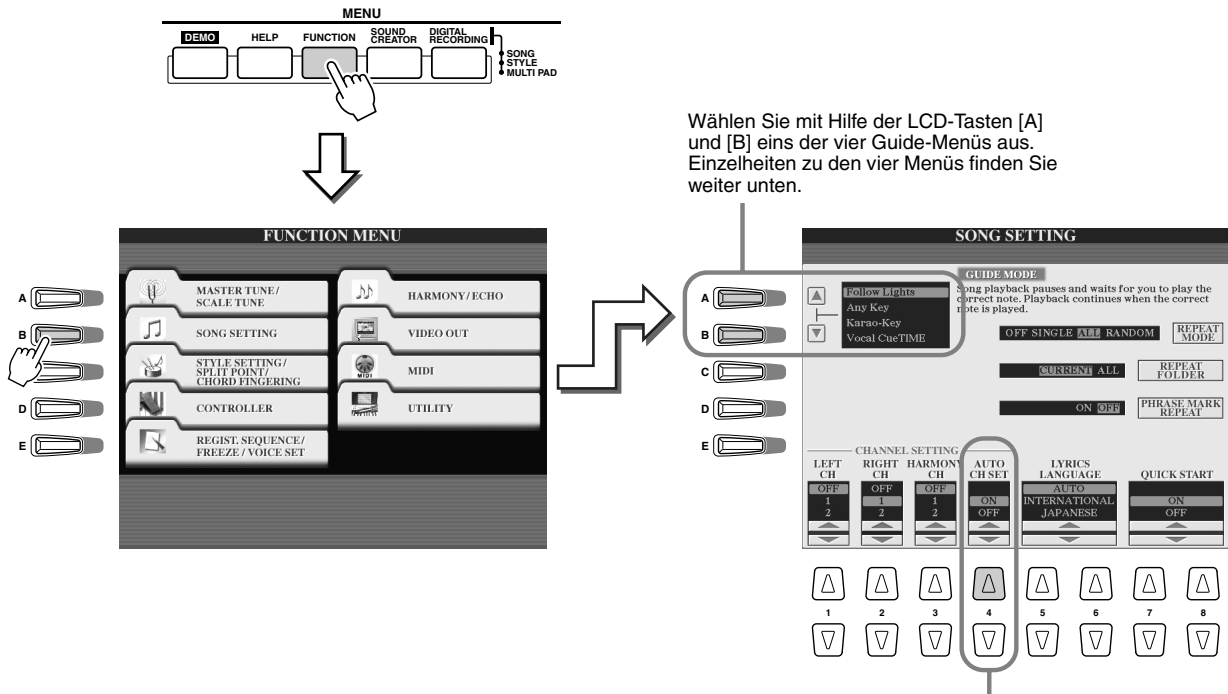 MENU
DEMO
HELP
FUNCTION
SOUND
CREATOR
DIGITAL
RECORDING
SONG
STYLE
MULTI PAD
Wählen Sie mit Hilfe der LCD-Tasten [A]
und [B] eins der vier Guide-Menüs aus.
Einzelheiten zu den vier Menüs finden Sie
weiter unten.
FUNCTION MENU
MASTER TUNE/
SCALE TUNE
HARMONY/ECHO
SONG SETTING
VIDEO OUT
STYLE SETTING/
SPLIT POINT/
CHORD FINGERING
MIDI
MIDI
CONTROLLER
UTILITY
REGIST. SEQUENCE/
FREEZE / VOICE SET
A
B
D
E
SONG SETTING
GUIDE MODE
Song playback pauses and waits for you to play the
correct note. Playback continues when the correct
note is played.
Follow Lights
Any Key
Karao-Key
Vocal CueTIME
OFF SINGLE ALL RANDOM
REPEAT
MODE
CURRENT ALL
REPEAT
FOLDER
ON OFF
PHRASE MARK
REPEAT
A
B
C
D
E
CHANNEL SETTING
LEFT
CH
RIGHT
CH
HARMONY
CH
AUTO
CH SET
LYRICS
LANGUAGE
QUICK START
OFF
1
2
OFF
1
2
OFF
1
2
ON
OFF
AUTO
INTERNATIONAL
JAPANESE
ON
OFF
1 2 3 4 5 6 7 8